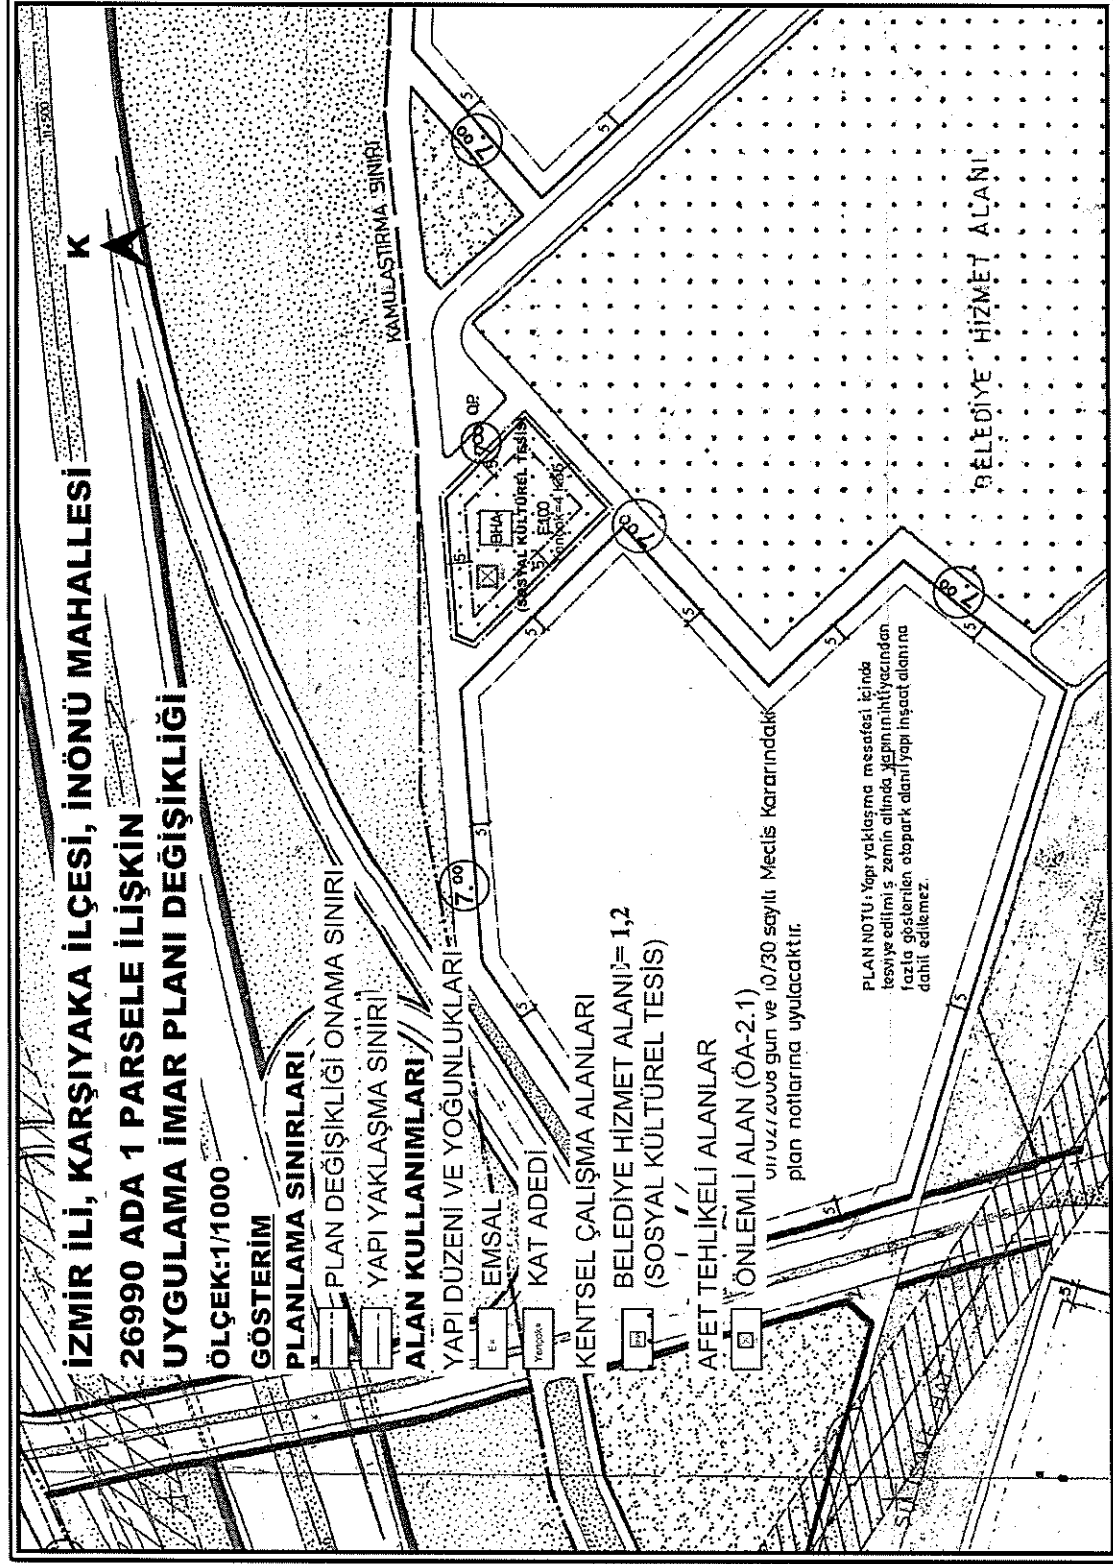 İZMİR İLİ, KARŞIYAKA İLÇESİ, İNÖNÜ MAHALLESİ
26990 ADA 1 PARSELE İLİŞKİN
UYGULAMA İMAR PLANI DEĞİŞİKLİĞİ
K
ÖLÇEK:1/1000
GÖSTERİM
PLANLAMA SINIRLARI
PLAN DEĞİŞİKLİĞİ ONAMA SINIRI
YAPI YAKLAŞMA SINIRI
ALAN KULLANIMLARI
YAPI DÜZENİ VE YOĞUNLUKLARI
E=
EMSAL
KAT ADEDİ
KENTSEL ÇALIŞMA ALANLARI
BELEDİYE HİZMET ALANI = 1,2
(SOSYAL KÜLTÜREL TESİS)
AFET TEHLİKELİ ALANLAR
ÖNLEMLİ ALAN (ÖA-2.1)
gün ve 10/30 sayılı Meclis Kararındaki
plan notlarına uyulacaktır.
PLAN NOTU: Yapı yaklaşma mesafesi içinde
tesviye edilmiş zemin altında yapının ihtiyacından
fazla gösterilen otopark alanı yapı inşaat alanına
dahil edilemez.
KAMULAŞTIRMA SINIRI
BHA
(SOSYAL KÜLTÜREL TESİS)
OP
BELEDİYE HİZMET ALANI
7.00
7.00
7.00
7.00
7.00
5
5
5
5
5
5
5
5
5
5
5
5
5